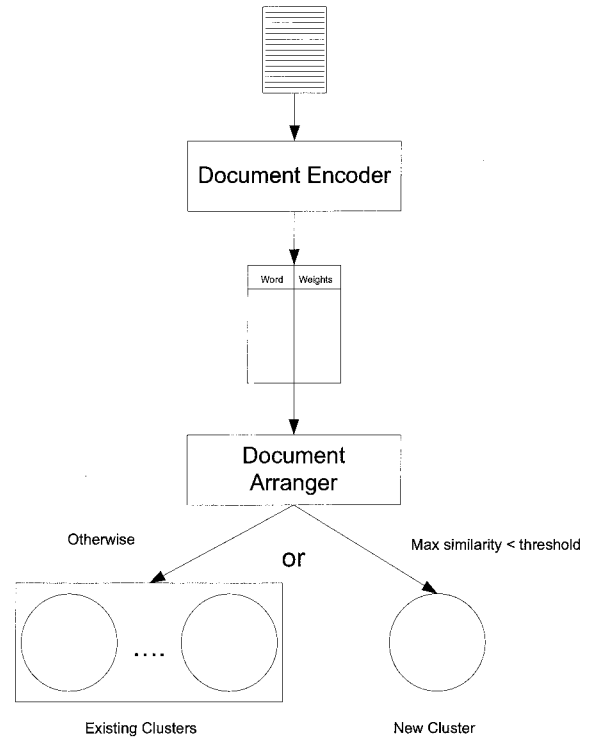 Document Encoder
Word Weights
Document
Arranger
Otherwise
or
Max similarity < threshold
....
Existing Clusters
New Cluster